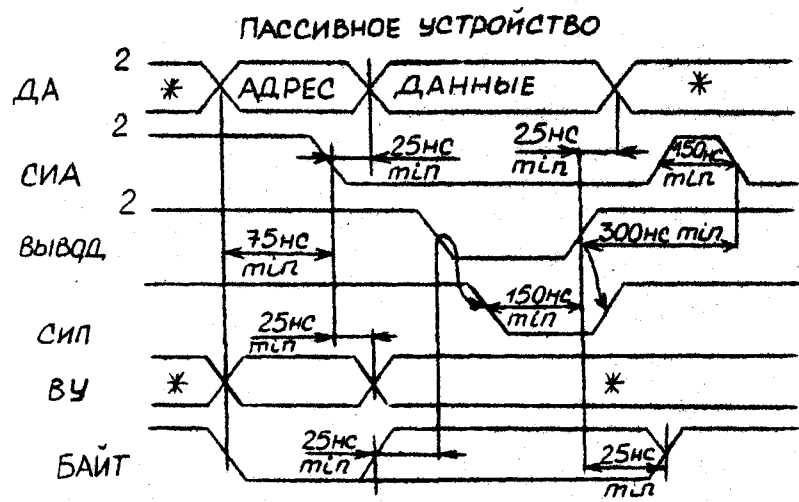 ПАССИВНОЕ УСТРОЙСТВО
2
ДА * АДРЕС ДАННЫЕ *
2
25нс
min
25нс
min
150нс
min
СИА
2
ВЫВОД
75нс
min
300нс min
150нс
min
СИП
25нс
min
ВУ * *
БАЙТ
25нс
min
25нс
min